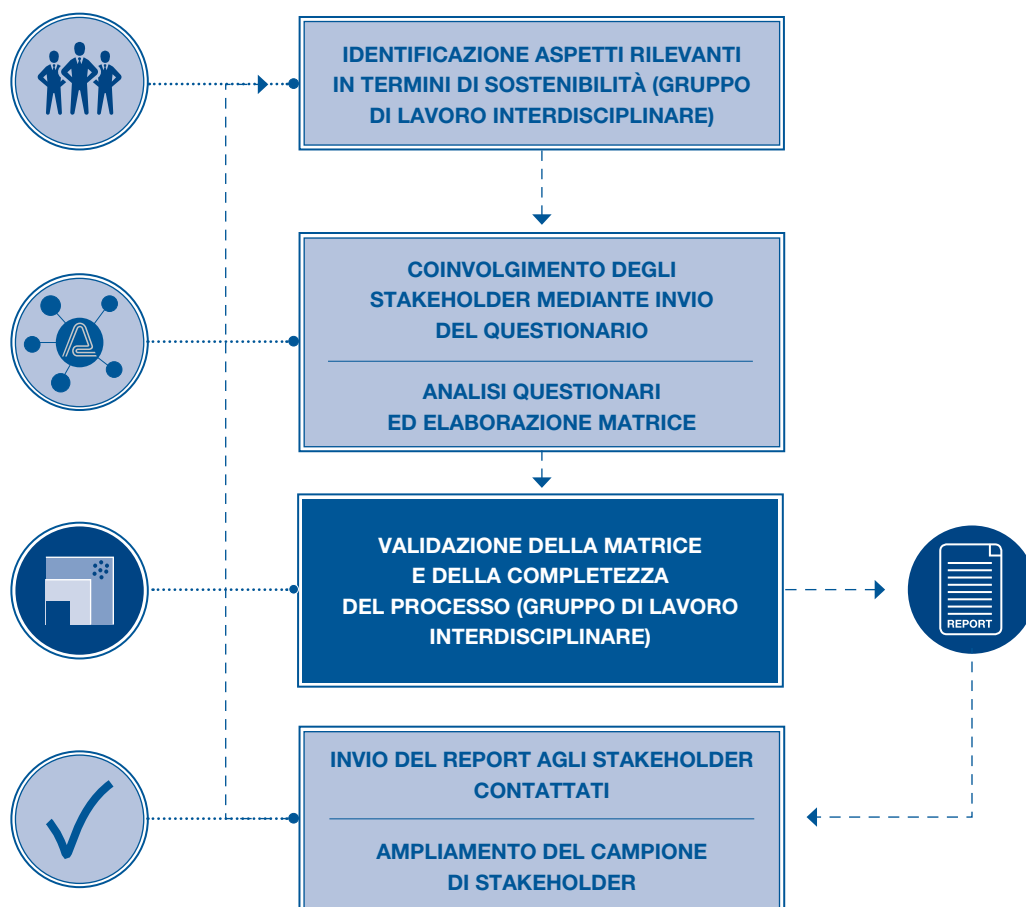 IDENTIFICAZIONE ASPETTI RILEVANTI
IN TERMINI DI SOSTENIBILITÀ (GRUPPO
DI LAVORO INTERDISCIPLINARE)
COINVOLGIMENTO DEGLI
STAKEHOLDER MEDIANTE INVIO
DEL QUESTIONARIO
ANALISI QUESTIONARI
ED ELABORAZIONE MATRICE
VALIDAZIONE DELLA MATRICE
E DELLA COMPLETEZZA
DEL PROCESSO (GRUPPO DI LAVORO
INTERDISCIPLINARE)
REPORT
INVIO DEL REPORT AGLI STAKEHOLDER
CONTATTATI
AMPLIAMENTO DEL CAMPIONE
DI STAKEHOLDER